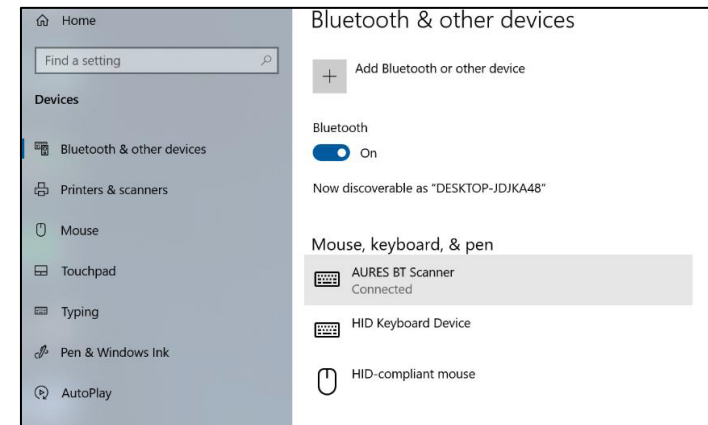 Home
Find a setting
Devices
Bluetooth & other devices
Printers & scanners
Mouse
Touchpad
Typing
Pen & Windows Ink
AutoPlay
Bluetooth & other devices
Add Bluetooth or other device
Bluetooth
On
Now discoverable as “DESKTOP-JDJKA48”
Mouse, keyboard, & pen
AURES BT Scanner
Connected
HID Keyboard Device
HID-compliant mouse